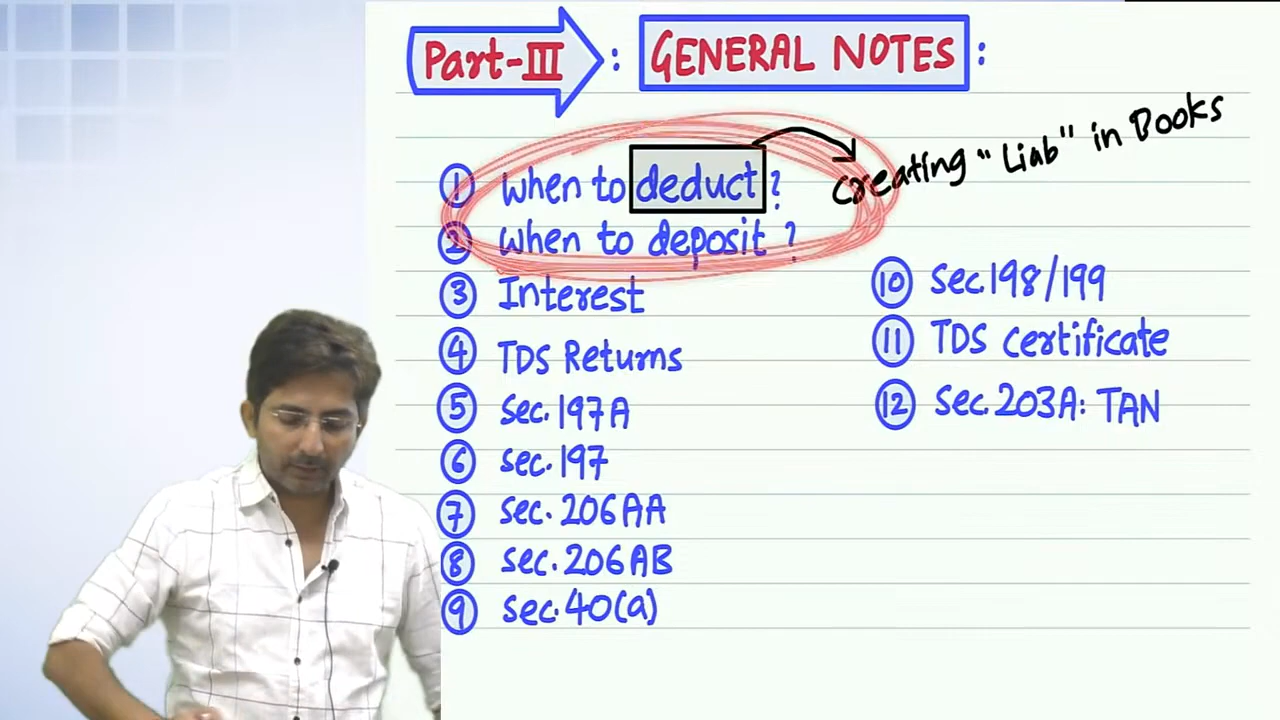 Part-III : GENERAL NOTES :
① when to deduct ?
creating "Liab" in Books
② when to deposit ?
③ Interest
④ TDS Returns
⑤ Sec. 197A
⑥ Sec. 197
⑦ Sec. 206AA
⑧ Sec. 206AB
⑨ Sec. 40(a)
⑩ Sec 198/199
⑪ TDS certificate
⑫ Sec. 203A: TAN